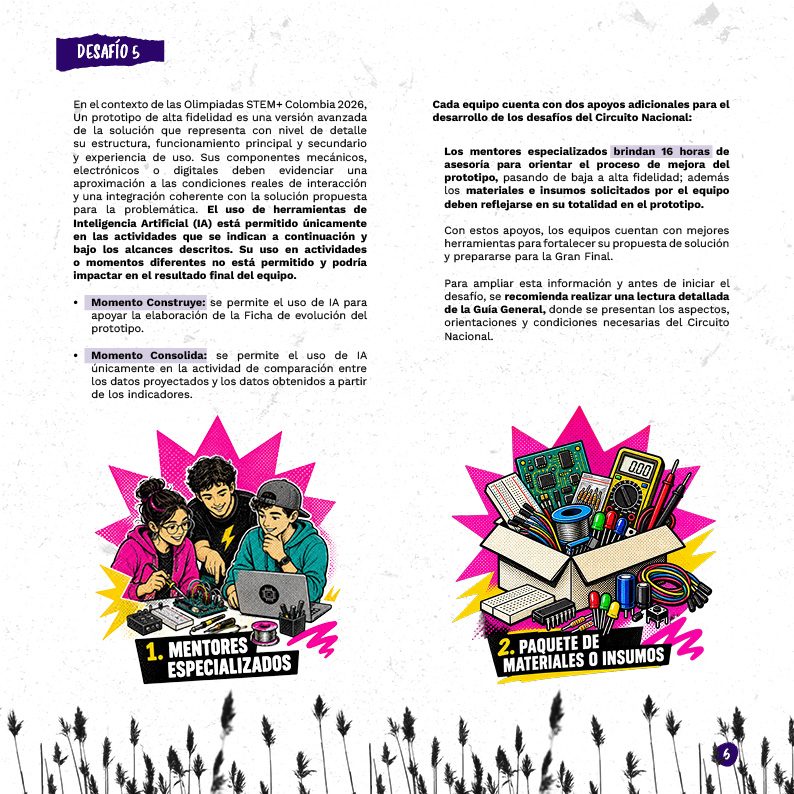 DESAFÍO 5
En el contexto de las Olimpiadas STEM+ Colombia 2026,
Un prototipo de alta fidelidad es una versión avanzada
de la solución que representa con nivel de detalle
su estructura, funcionamiento principal y secundario
y experiencia de uso. Sus componentes mecánicos,
electrónicos o digitales deben evidenciar una
aproximación a las condiciones reales de interacción
y una integración coherente con la solución propuesta
para la problemática. El uso de herramientas de
Inteligencia Artificial (IA) está permitido únicamente
en las actividades que se indican a continuación y
bajo los alcances descritos. Su uso en actividades
o momentos diferentes no está permitido y podría
impactar en el resultado final del equipo.
• Momento Construye: se permite el uso de IA para
apoyar la elaboración de la Ficha de evolución del
prototipo.
• Momento Consolida: se permite el uso de IA
únicamente en la actividad de comparación entre
los datos proyectados y los datos obtenidos a partir
de los indicadores.
1. MENTORES
ESPECIALIZADOS
Cada equipo cuenta con dos apoyos adicionales para el
desarrollo de los desafíos del Circuito Nacional:
Los mentores especializados brindan 16 horas de
asesoría para orientar el proceso de mejora del
prototipo, pasando de baja a alta fidelidad; además
los materiales e insumos solicitados por el equipo
deben reflejarse en su totalidad en el prototipo.
Con estos apoyos, los equipos cuentan con mejores
herramientas para fortalecer su propuesta de solución
y prepararse para la Gran Final.
Para ampliar esta información y antes de iniciar el
desafío, se recomienda realizar una lectura detallada
de la Guía General, donde se presentan los aspectos,
orientaciones y condiciones necesarias del Circuito
Nacional.
0.00
2. PAQUETE DE
MATERIALES O INSUMOS
5